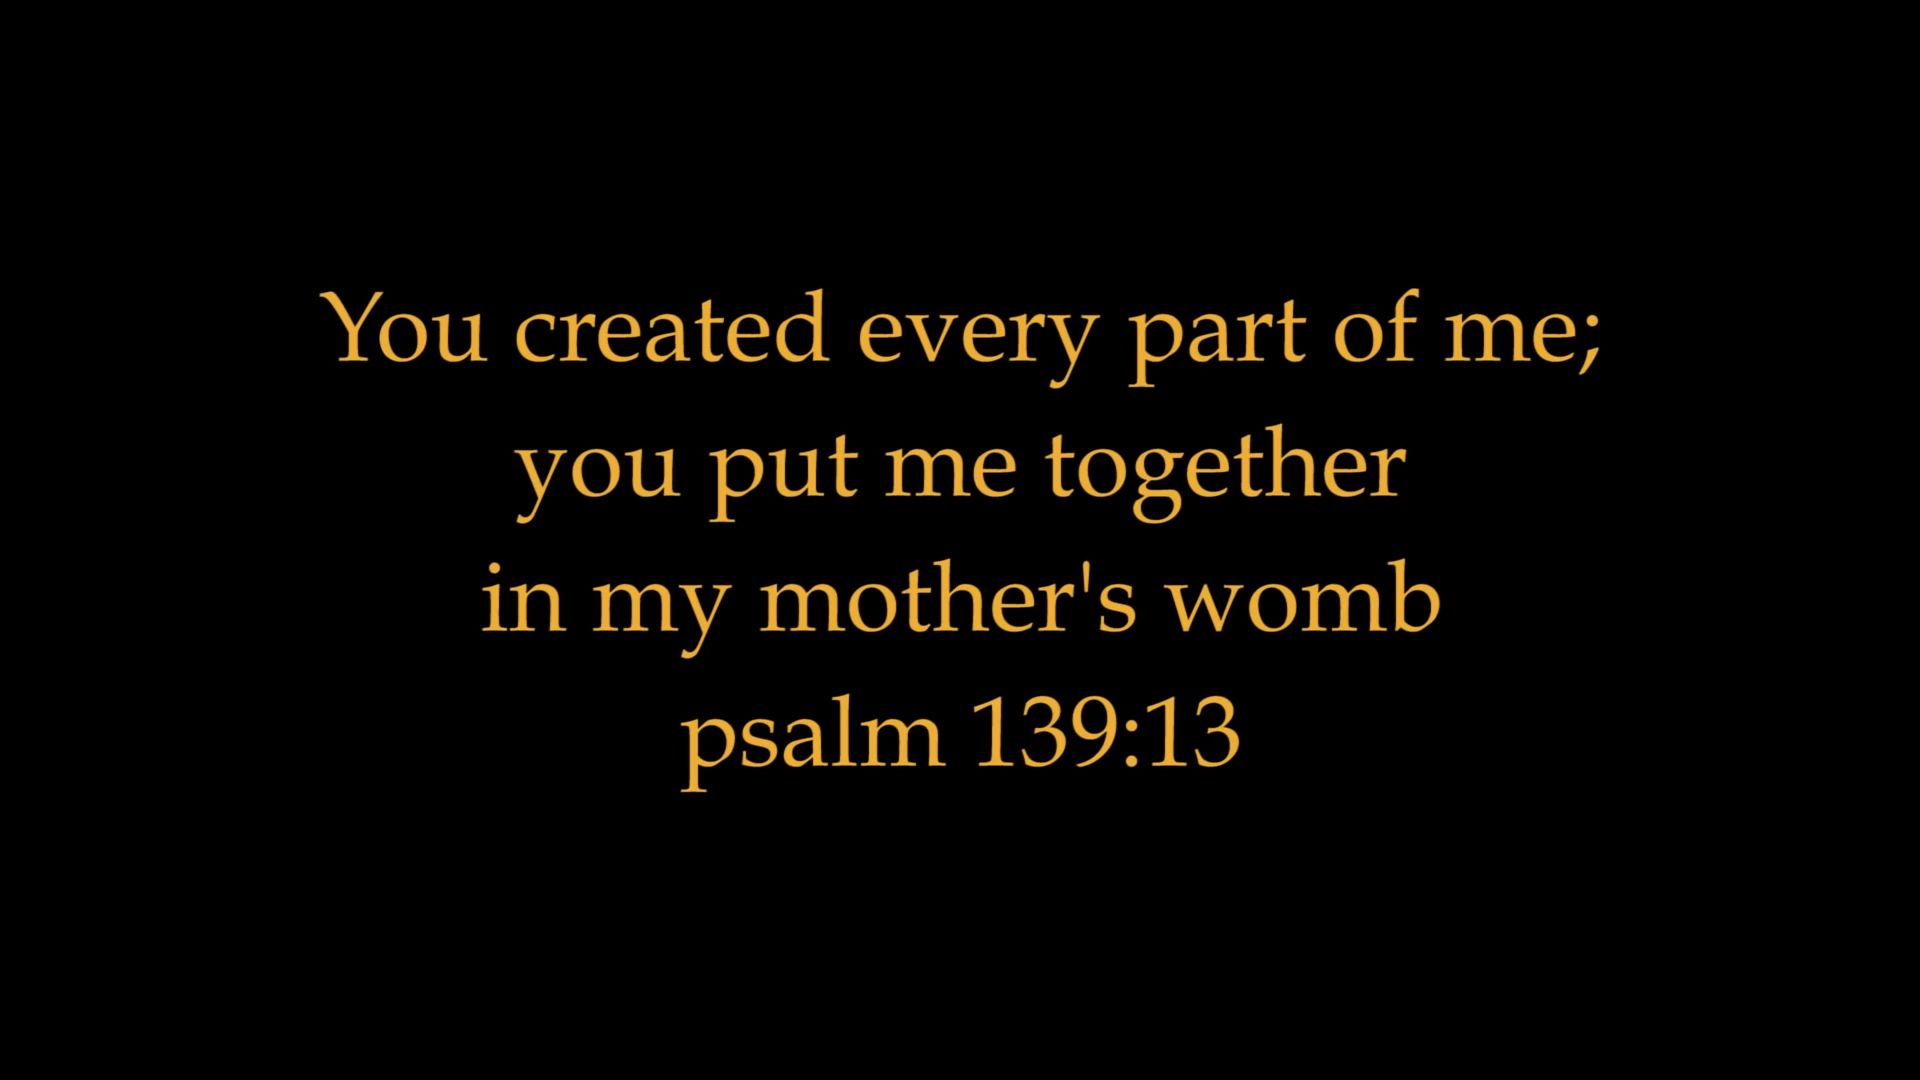 You created every part of me;
you put me together
in my mother's womb
psalm 139:13